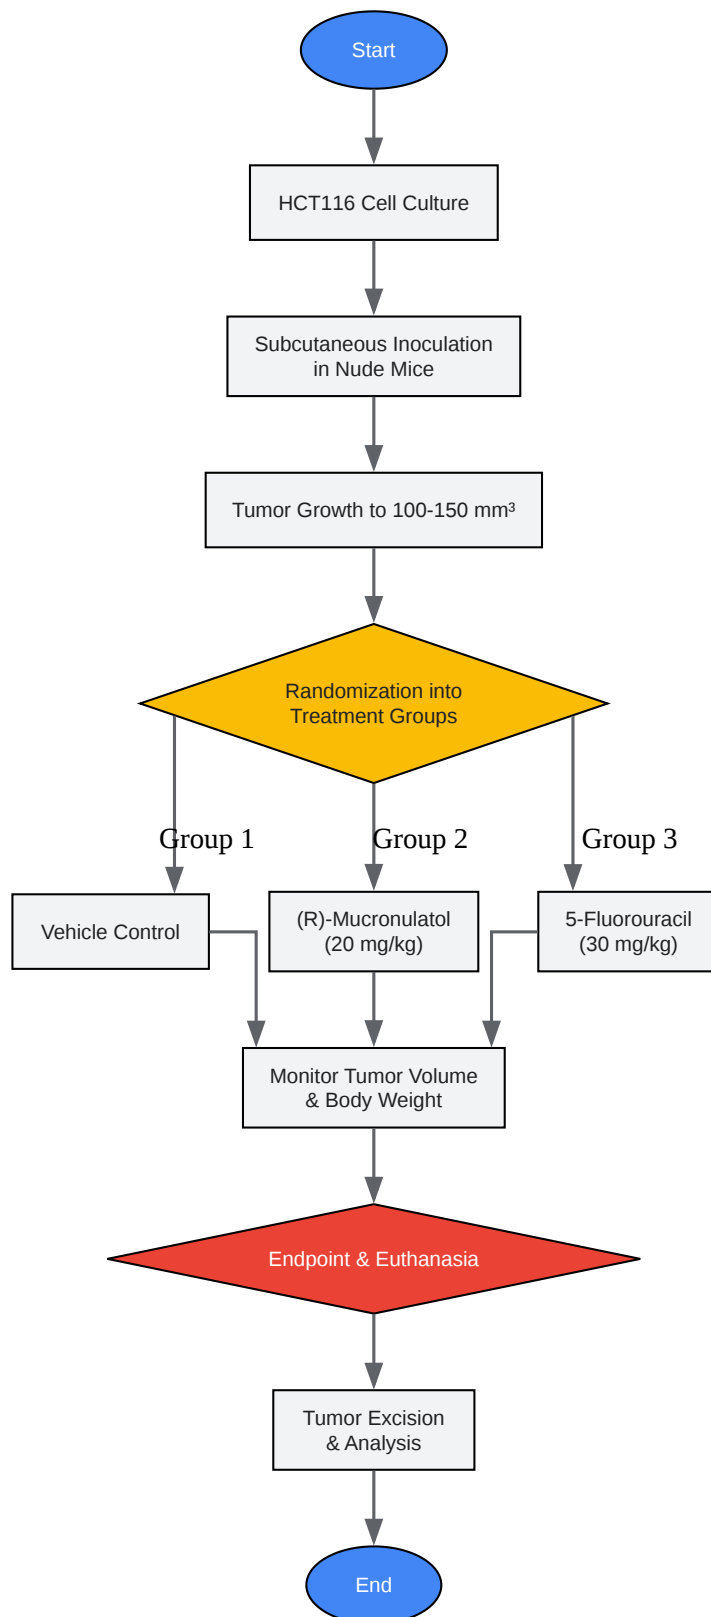 Start
HCT116 Cell Culture
Subcutaneous Inoculation
in Nude Mice
Tumor Growth to 100-150 mm³
Randomization into
Treatment Groups
Group 1
Group 2
Group 3
Vehicle Control
(R)-Mucronulatol
(20 mg/kg)
5-Fluorouracil
(30 mg/kg)
Monitor Tumor Volume
& Body Weight
Endpoint & Euthanasia
Tumor Excision
& Analysis
End